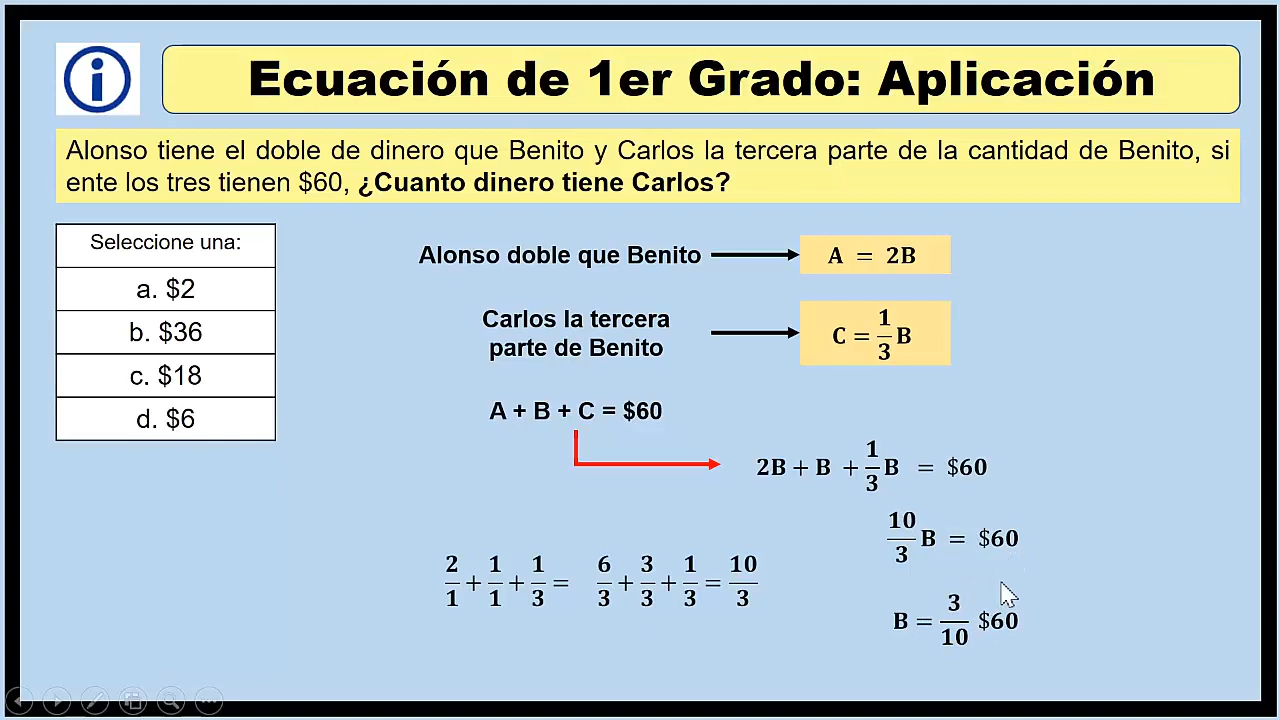 Ecuación de 1er Grado: Aplicación
Alonso tiene el doble de dinero que Benito y Carlos la tercera parte de la cantidad de Benito, si
ente los tres tienen $60, ¿Cuanto dinero tiene Carlos?
Seleccione una:
a. $2
b. $36
c. $18
d. $6
Alonso doble que Benito
A = 2B
Carlos la tercera
parte de Benito
C = 1/3 B
A + B + C = $60
2B + B + 1/3 B = $60
10/3 B = $60
2/1 + 1/1 + 1/3 = 6/3 + 3/3 + 1/3 = 10/3
B = 3/10 $60